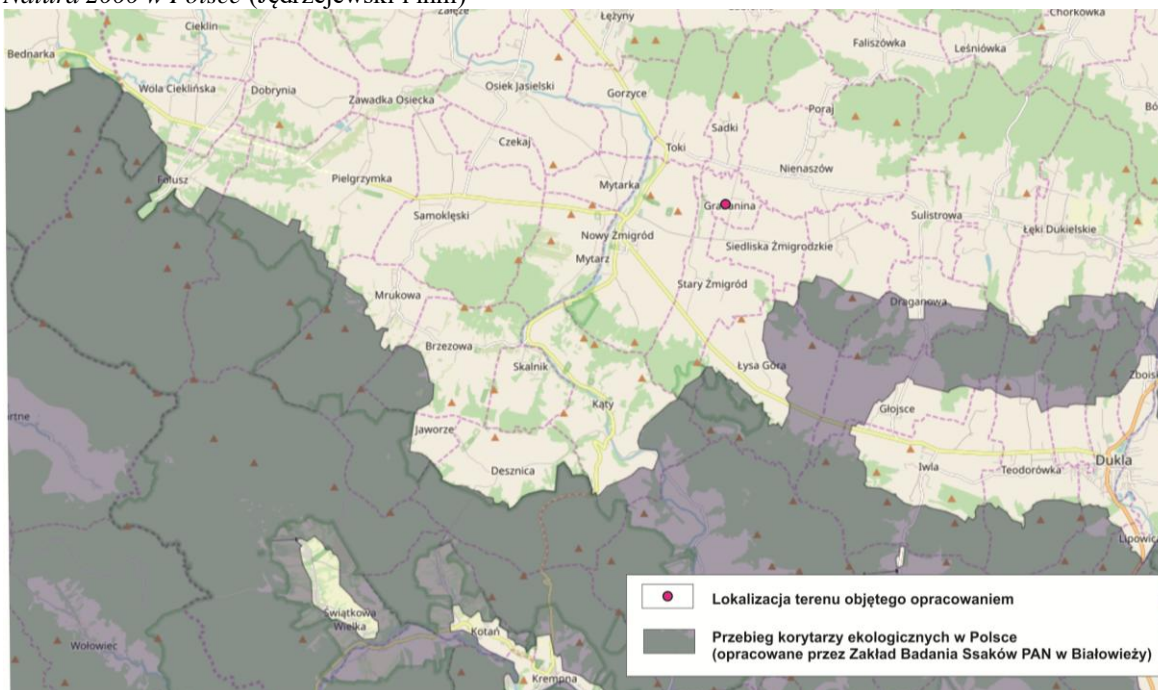 Natura 2000 w Polsce (Jędrzejewski i inni)
Cieklin
Załęże
Łężyny
Chorkówka
Bednarka
Faliszówka
Leśniówka
Wola Cieklińska
Dobrynia
Zawadka Osiecka
Osiek Jasielski
Gorzyce
Poraj
Sadki
Czekaj
Toki
Nienaszów
Folusz
Pielgrzymka
Mytarka
Samoklęski
Sulistrowa
Łęki Dukielskie
Nowy Żmigród
Siedliska Żmigrodzkie
Mytarz
Stary Żmigród
Mrukowa
Draganowa
Brzezowa
Skalnik
Łysa Góra
Zboisk
Kąty
Głojsce
Jaworze
Desznica
Iwla
Teodorówka
Dukla
Lipowic
Świątkowa
Wielka
Kotań
Wołowiec
Krempna
Lokalizacja terenu objętego opracowaniem
Przebieg korytarzy ekologicznych w Polsce
(opracowane przez Zakład Badania Ssaków PAN w Białowieży)